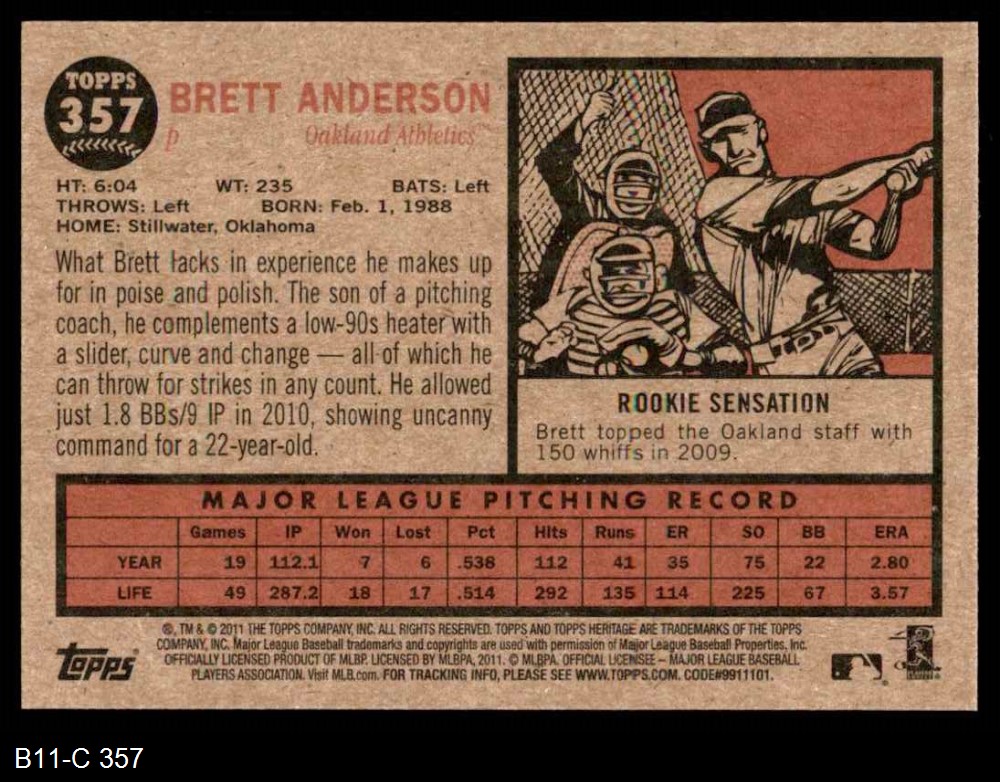 TOPPS
357
BRETT ANDERSON
p Oakland Athletics™
HT: 6:04 WT: 235 BATS: Left
THROWS: Left BORN: Feb. 1, 1988
HOME: Stillwater, Oklahoma
What Brett lacks in experience he makes up
for in poise and polish. The son of a pitching
coach, he complements a low-90s heater with
a slider, curve and change — all of which he
can throw for strikes in any count. He allowed
just 1.8 BBs/9 IP in 2010, showing uncanny
command for a 22-year-old.
ROOKIE SENSATION
Brett topped the Oakland staff with
150 whiffs in 2009.
MAJOR LEAGUE PITCHING RECORD
Games IP Won Lost Pct Hits Runs ER SO BB ERA
YEAR 19 112.1 7 6 .538 112 41 35 75 22 2.80
LIFE 49 287.2 18 17 .514 292 135 114 225 67 3.57
®, TM & © 2011 THE TOPPS COMPANY, INC. ALL RIGHTS RESERVED. TOPPS AND TOPPS HERITAGE ARE TRADEMARKS OF THE TOPPS
COMPANY, INC. Major League Baseball trademarks and copyrights are used with permission of Major League Baseball Properties, Inc.
OFFICIALLY LICENSED PRODUCT OF MLBP. LICENSED BY MLBPA, 2011. © MLBPA. OFFICIAL LICENSEE – MAJOR LEAGUE BASEBALL
PLAYERS ASSOCIATION. Visit MLB.com. FOR TRACKING INFO, PLEASE SEE WWW.TOPPS.COM. CODE#9911101.
Topps
B11-C 357